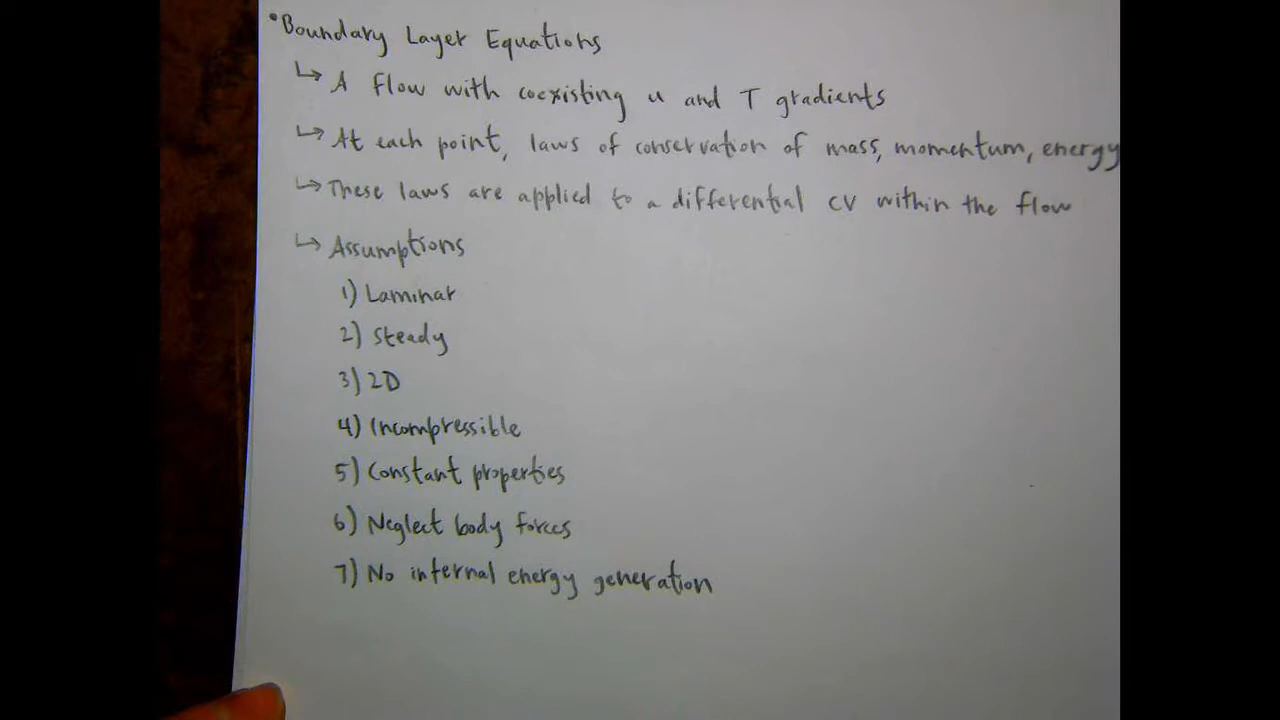 • Boundary Layer Equations
↳ A flow with coexisting u and T gradients
↳ At each point, laws of conservation of mass, momentum, energy
↳ These laws are applied to a differential CV within the flow
↳ Assumptions
1) Laminar
2) Steady
3) 2D
4) Incompressible
5) Constant properties
6) Neglect body forces
7) No internal energy generation